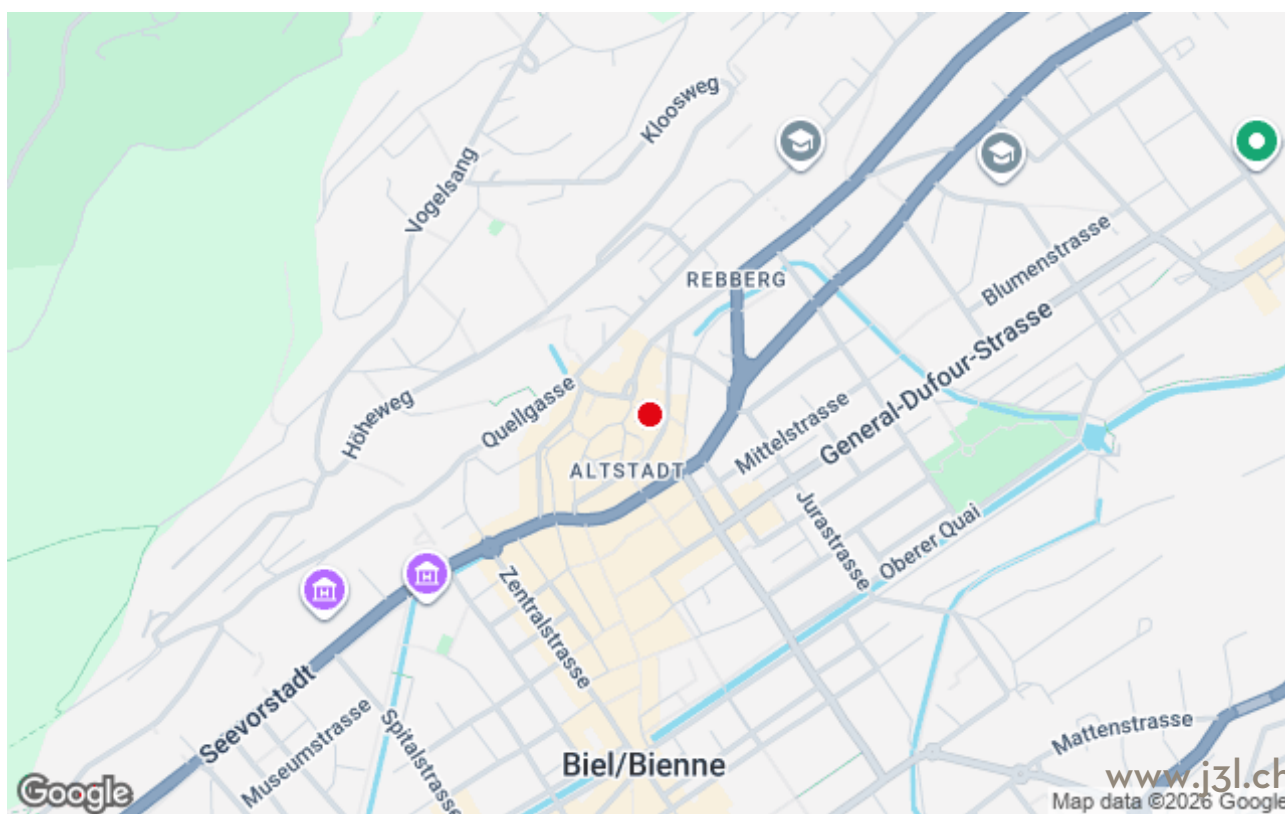 Kloosweg
Vogelsang
REBBERG
Blumenstrasse
General-Dufour-Strasse
Höheweg
Quellgasse
Mittelstrasse
ALTSTADT
Jurastrasse
Oberer Quai
Zentralstrasse
Seevorstadt
Museumstrasse
Spitalstrasse
Mattenstrasse
Biel/Bienne
www.j3l.ch
Google
Map data ©2026 Google